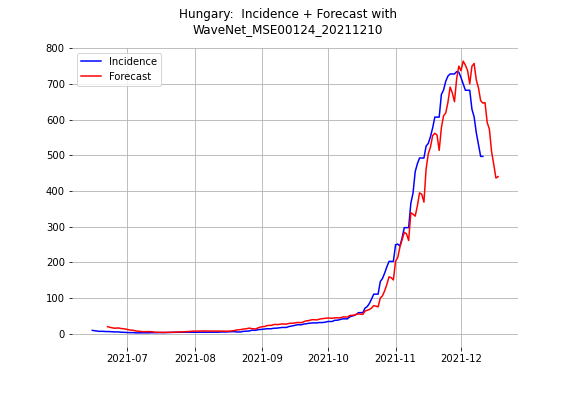 Hungary:  Incidence + Forecast with
WaveNet_MSE00124_20211210
Incidence
Forecast
800
700
600
500
400
300
200
100
0
2021-07 2021-08 2021-09 2021-10 2021-11 2021-12